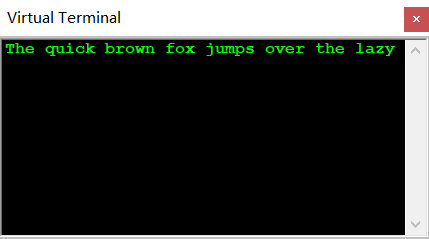 Virtual Terminal
The quick brown fox jumps over the lazy